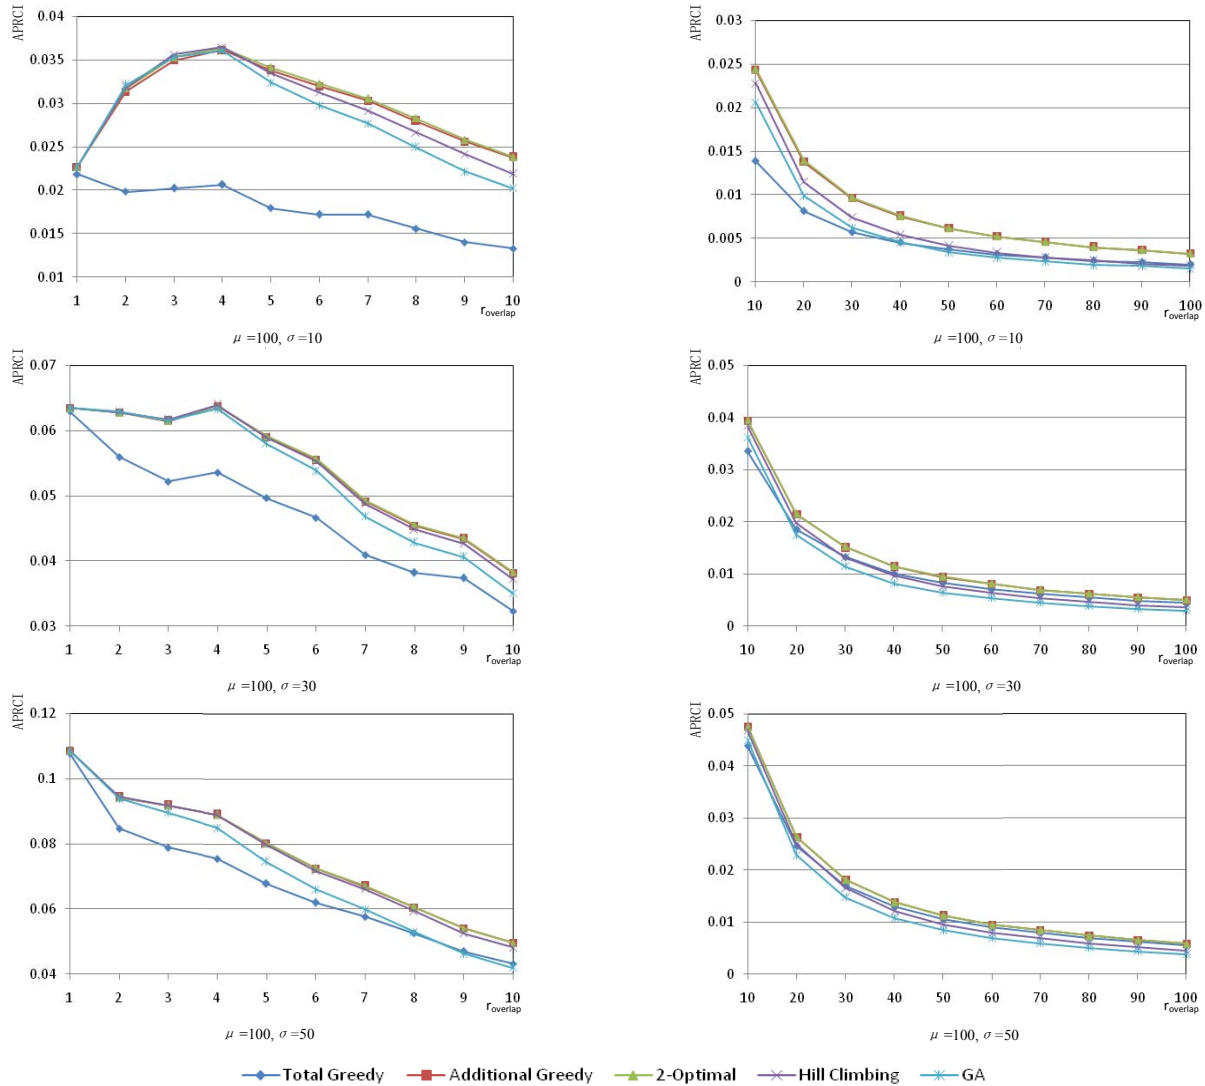 APRCI
0.04
0.035
0.03
0.025
0.02
0.015
0.01
1 2 3 4 5 6 7 8 9 10
roverlap
μ=100, σ=10
APRCI
0.03
0.025
0.02
0.015
0.01
0.005
0
10 20 30 40 50 60 70 80 90 100
roverlap
μ=100, σ=10
APRCI
0.07
0.06
0.05
0.04
0.03
1 2 3 4 5 6 7 8 9 10
roverlap
μ=100, σ=30
APRCI
0.05
0.04
0.03
0.02
0.01
0
10 20 30 40 50 60 70 80 90 100
roverlap
μ=100, σ=30
APRCI
0.12
0.1
0.08
0.06
0.04
1 2 3 4 5 6 7 8 9 10
roverlap
μ=100, σ=50
APRCI
0.05
0.04
0.03
0.02
0.01
0
10 20 30 40 50 60 70 80 90 100
roverlap
μ=100, σ=50
Total Greedy Additional Greedy 2-Optimal Hill Climbing GA